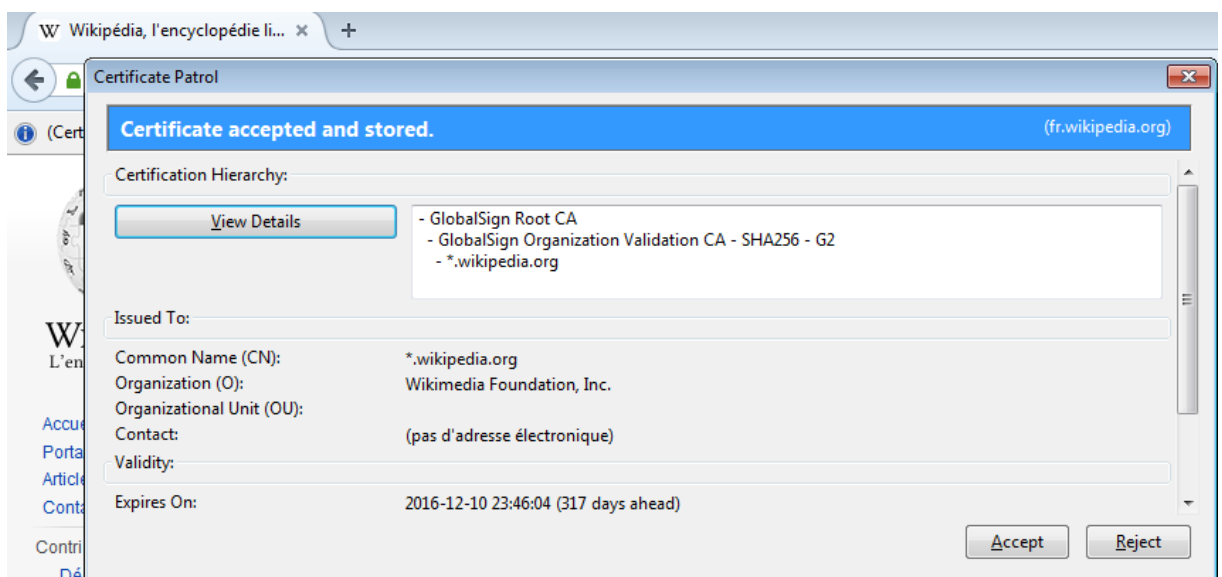 W Wikipédia, l'encyclopédie li... × +
Certificate Patrol
(Cert
Certificate accepted and stored. (fr.wikipedia.org)
Certification Hierarchy:
View Details
- GlobalSign Root CA
- GlobalSign Organization Validation CA - SHA256 - G2
- *.wikipedia.org
Issued To:
Common Name (CN): *.wikipedia.org
Organization (O): Wikimedia Foundation, Inc.
Organizational Unit (OU):
Contact: (pas d'adresse électronique)
Validity:
Expires On: 2016-12-10 23:46:04 (317 days ahead)
Accept Reject
W
L'en
Accue
Porta
Article
Conta
Contri
Dé